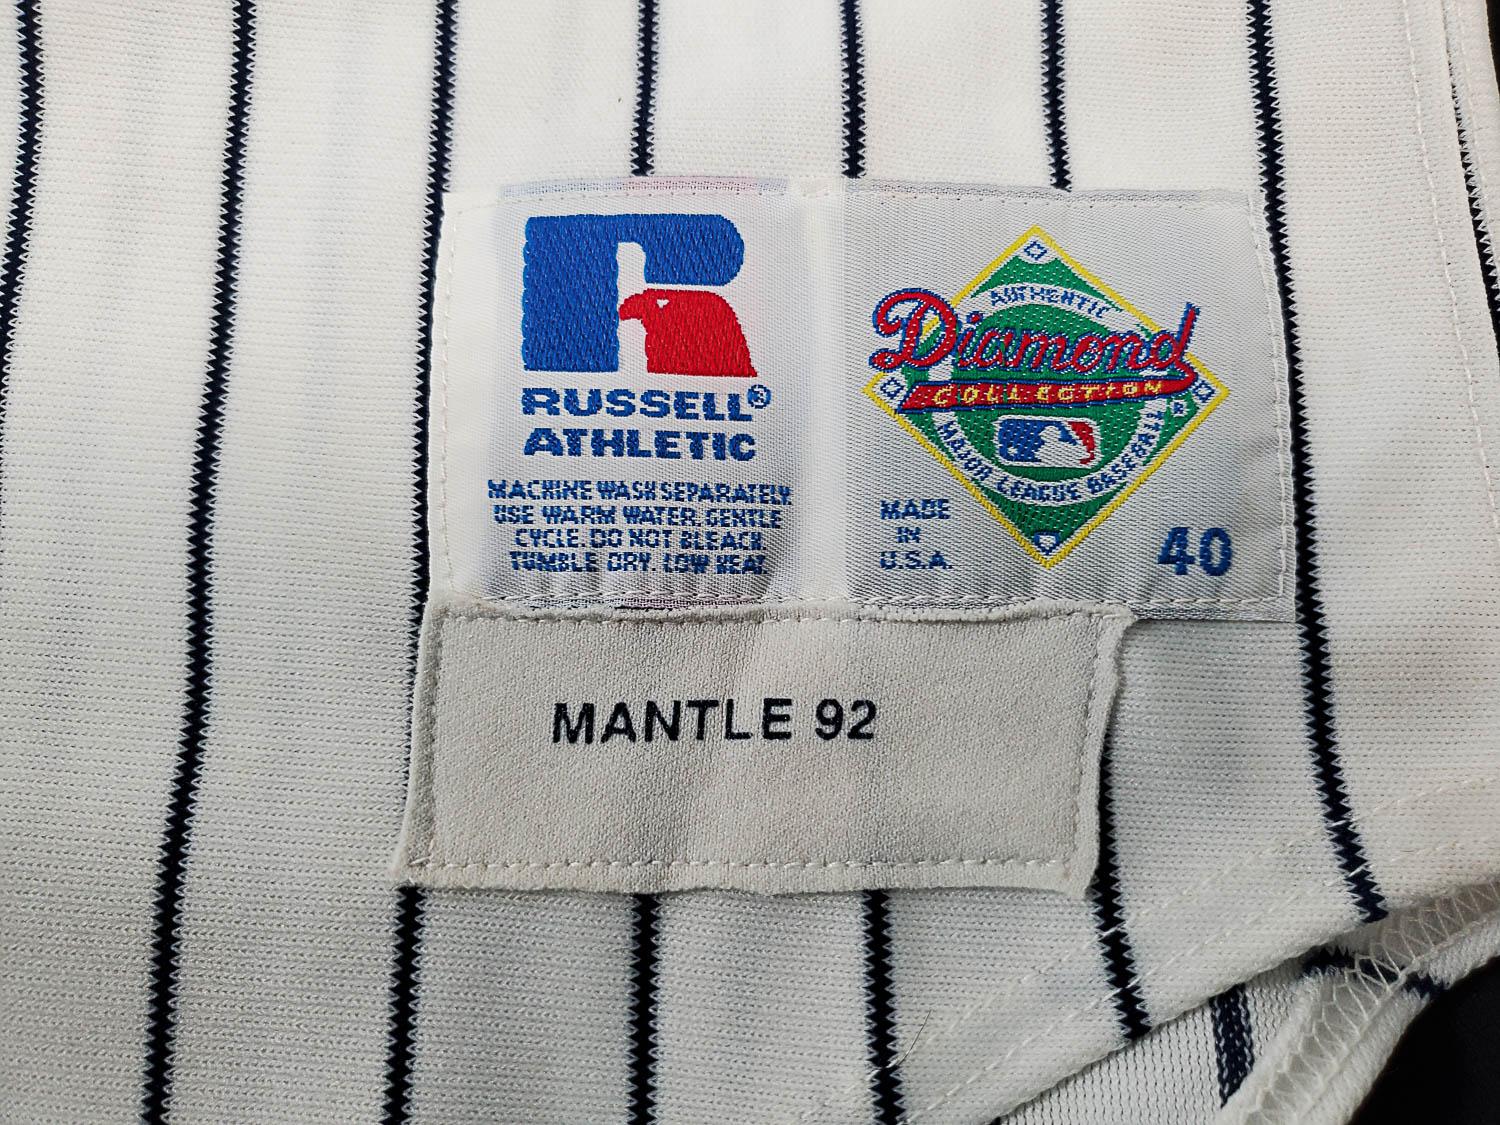 RUSSELL®
ATHLETIC
MACHINE WASH SEPARATELY.
USE WARM WATER. GENTLE
CYCLE. DO NOT BLEACH
TUMBLE DRY. LOW HEAT.
AUTHENTIC
Diamond
COLLECTION
MAJOR LEAGUE BASEBALL ®
MADE
IN
U.S.A.
40
MANTLE 92